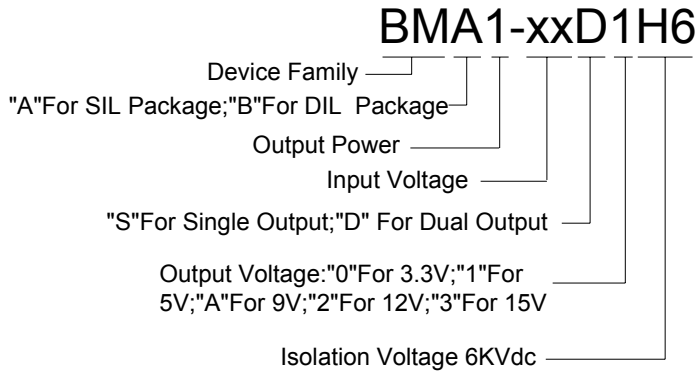 BMA1-xxD1H6
Device Family
"A"For SIL Package;"B"For DIL Package
Output Power
Input Voltage
"S"For Single Output;"D" For Dual Output
Output Voltage:"0"For 3.3V;"1"For
5V;"A"For 9V;"2"For 12V;"3"For 15V
Isolation Voltage 6KVdc